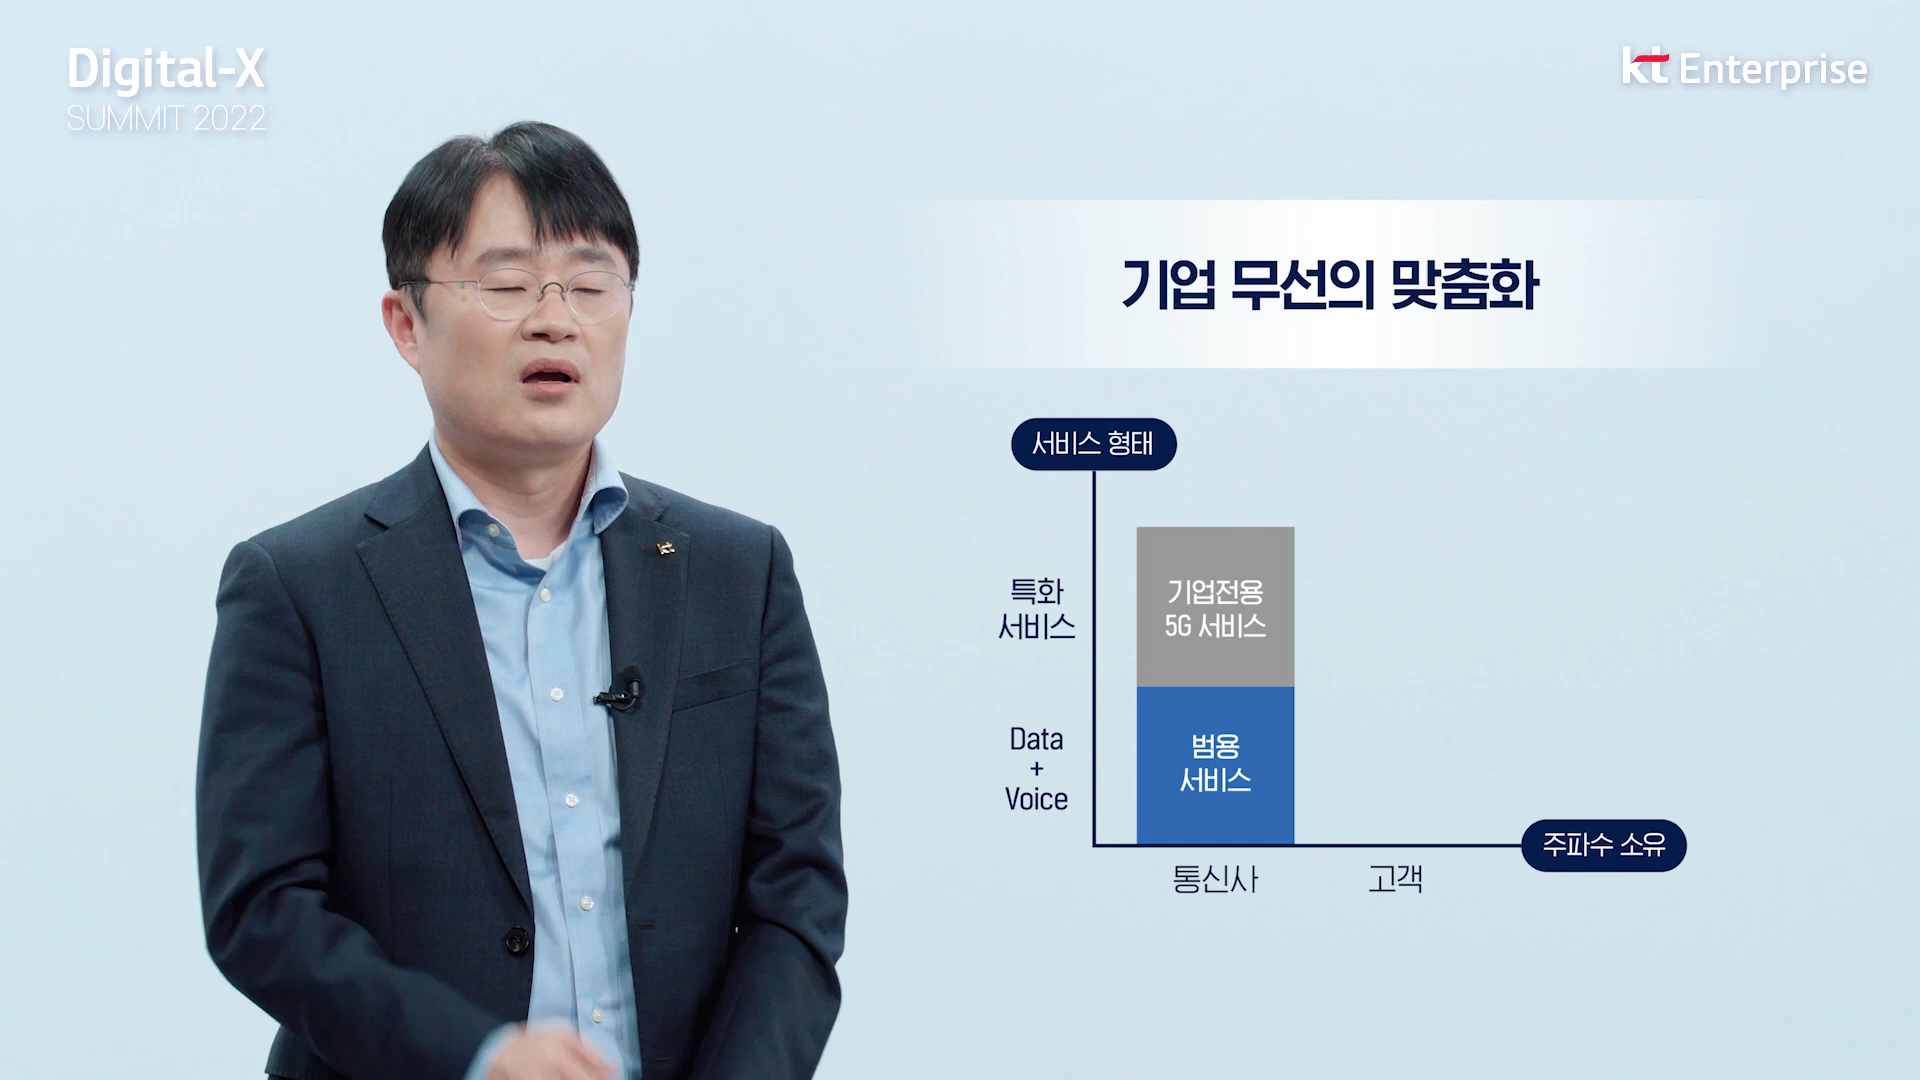 Digital-X
SUMMIT 2022
kt Enterprise
기업 무선의 맞춤화
서비스 형태
특화
서비스
기업전용
5G 서비스
Data
+
Voice
범용
서비스
주파수 소유
통신사
고객
kt